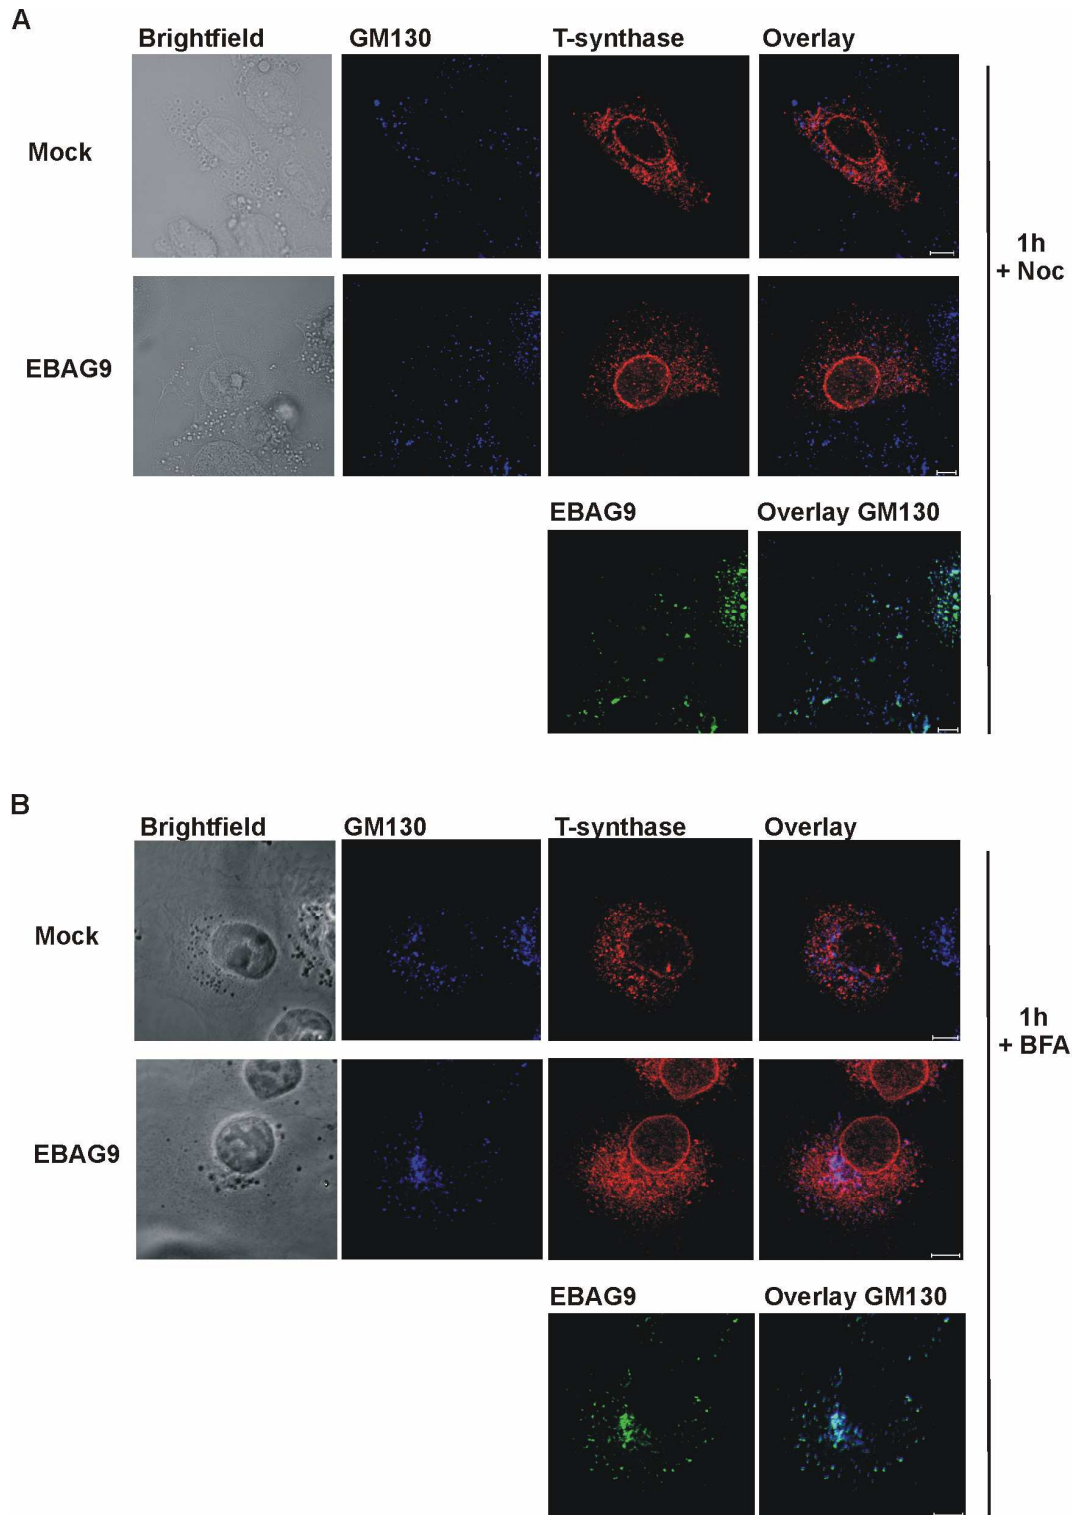 A
Brightfield GM130 T-synthase Overlay
Mock
1h
+ Noc
EBAG9
EBAG9 Overlay GM130
B
Brightfield GM130 T-synthase Overlay
Mock
1h
+ BFA
EBAG9
EBAG9 Overlay GM130